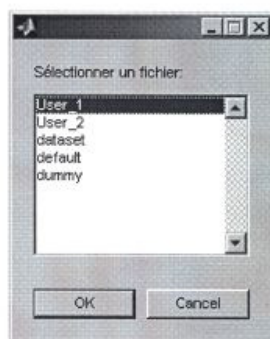 Sélectionner un fichier:
User_1
User_2
dataset
default
dummy
OK
Cancel